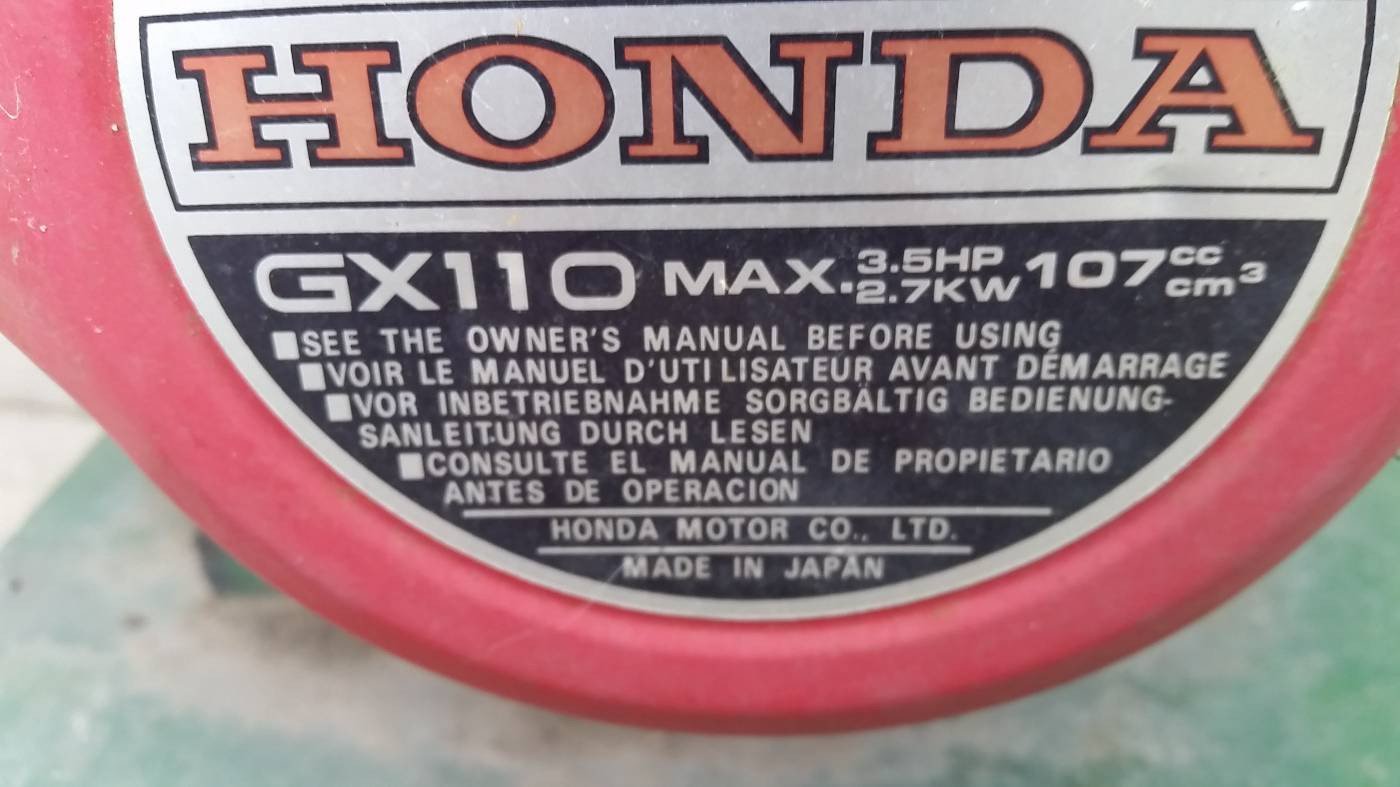 HONDA
GX110 MAX. 3.5HP 2.7KW 107 cc cm³
■SEE THE OWNER'S MANUAL BEFORE USING
■VOIR LE MANUEL D'UTILISATEUR AVANT DÉMARRAGE
■VOR INBETRIEBNAHME SORGBÄLTIG BEDIENUNG-
SANLEITUNG DURCH LESEN
■CONSULTE EL MANUAL DE PROPIETARIO
ANTES DE OPERACION
HONDA MOTOR CO., LTD.
MADE IN JAPAN